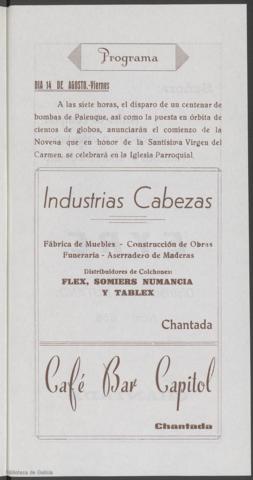 Programa
DIA 14 DE AGOSTO.-Viernes
A las siete horas, el disparo de un centenar de
bombas de Palenque, así como la puesta en órbita de
cientos de globos, anunciarán el comienzo de la
Novena que en honor de la Santísima Virgen del
Carmen, se celebrará en la Iglesia Parroquial.
Industrias Cabezas
Fábrica de Muebles - Construcción de Obras
Funeraria - Aserradero de Maderas
Distribuidores de Colchones:
FLEX, SOMIERS NUMANCIA
Y TABLEX
Chantada
Café Bar Capitol
Chantada
Biblioteca de Galicia